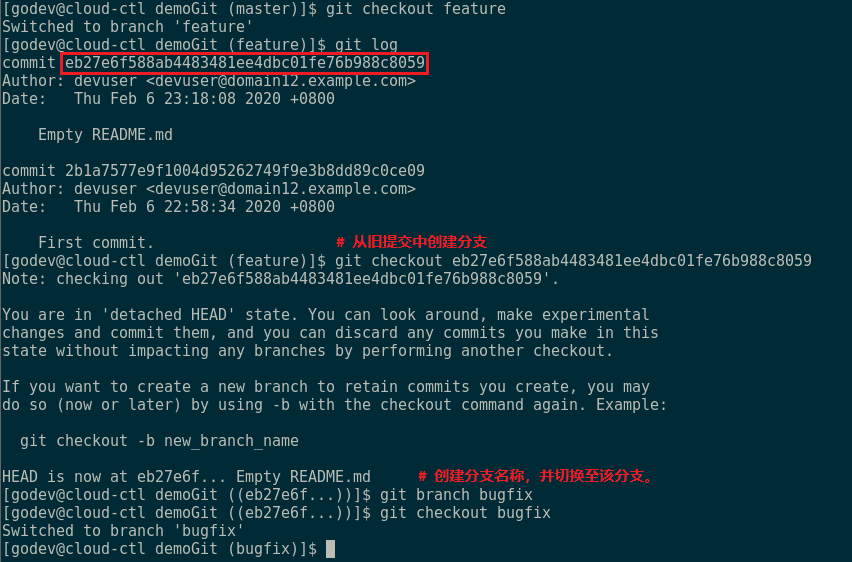 [godev@cloud-ctl demoGit (master)]$ git checkout feature
Switched to branch 'feature'
[godev@cloud-ctl demoGit (feature)]$ git log
commit eb27e6f588ab4483481ee4dbc01fe76b988c8059
Author: devuser <devuser@domain12.example.com>
Date:   Thu Feb 6 23:18:08 2020 +0800
    Empty README.md
commit 2b1a7577e9f1004d95262749f9e3b8dd89c0ce09
Author: devuser <devuser@domain12.example.com>
Date:   Thu Feb 6 22:58:34 2020 +0800
    First commit. # 从旧提交中创建分支
[godev@cloud-ctl demoGit (feature)]$ git checkout eb27e6f588ab4483481ee4dbc01fe76b988c8059
Note: checking out 'eb27e6f588ab4483481ee4dbc01fe76b988c8059'.
You are in 'detached HEAD' state. You can look around, make experimental
changes and commit them, and you can discard any commits you make in this
state without impacting any branches by performing another checkout.
If you want to create a new branch to retain commits you create, you may
do so (now or later) by using -b with the checkout command again. Example:
  git checkout -b new_branch_name
HEAD is now at eb27e6f... Empty README.md # 创建分支名称，并切换至该分支。
[godev@cloud-ctl demoGit ((eb27e6f...))]$ git branch bugfix
[godev@cloud-ctl demoGit ((eb27e6f...))]$ git checkout bugfix
Switched to branch 'bugfix'
[godev@cloud-ctl demoGit (bugfix)]$